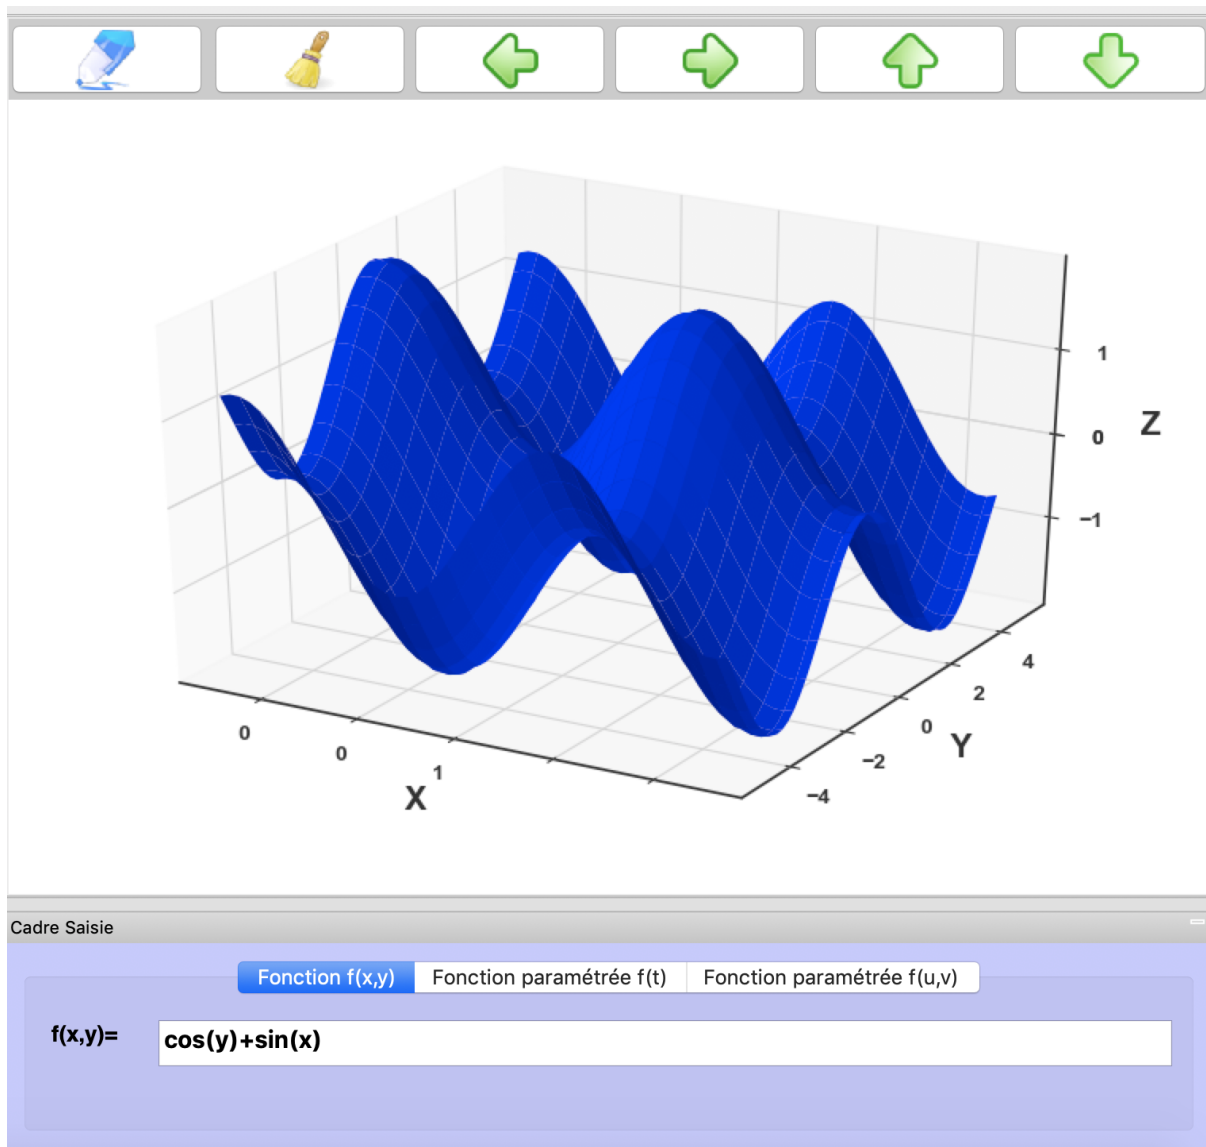 1
0
Z
−1
4
2
0
Y
−2
−4
0
0
1
X
Cadre Saisie
Fonction f(x,y) Fonction paramétrée f(t) Fonction paramétrée f(u,v)
f(x,y)= cos(y)+sin(x)